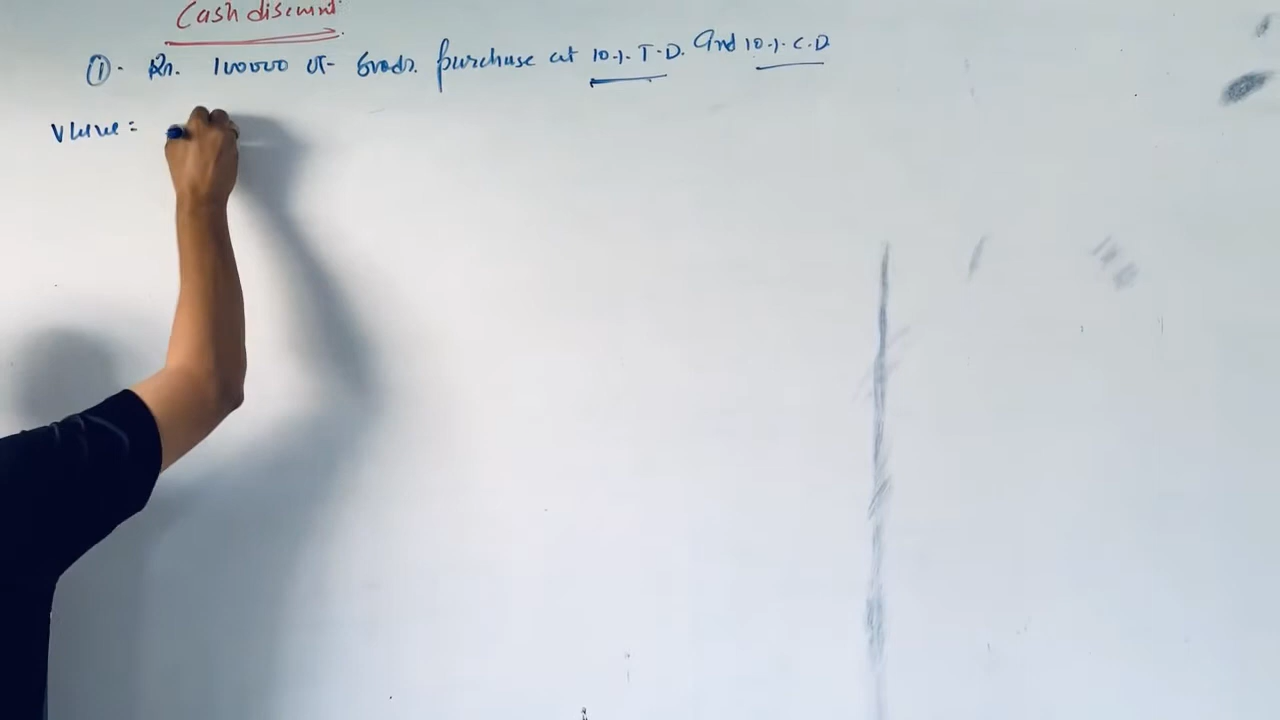 Cash discount
①. Rs. 100000 of Goods purchase at 10%. T.D. and 10%. C.D
Value =